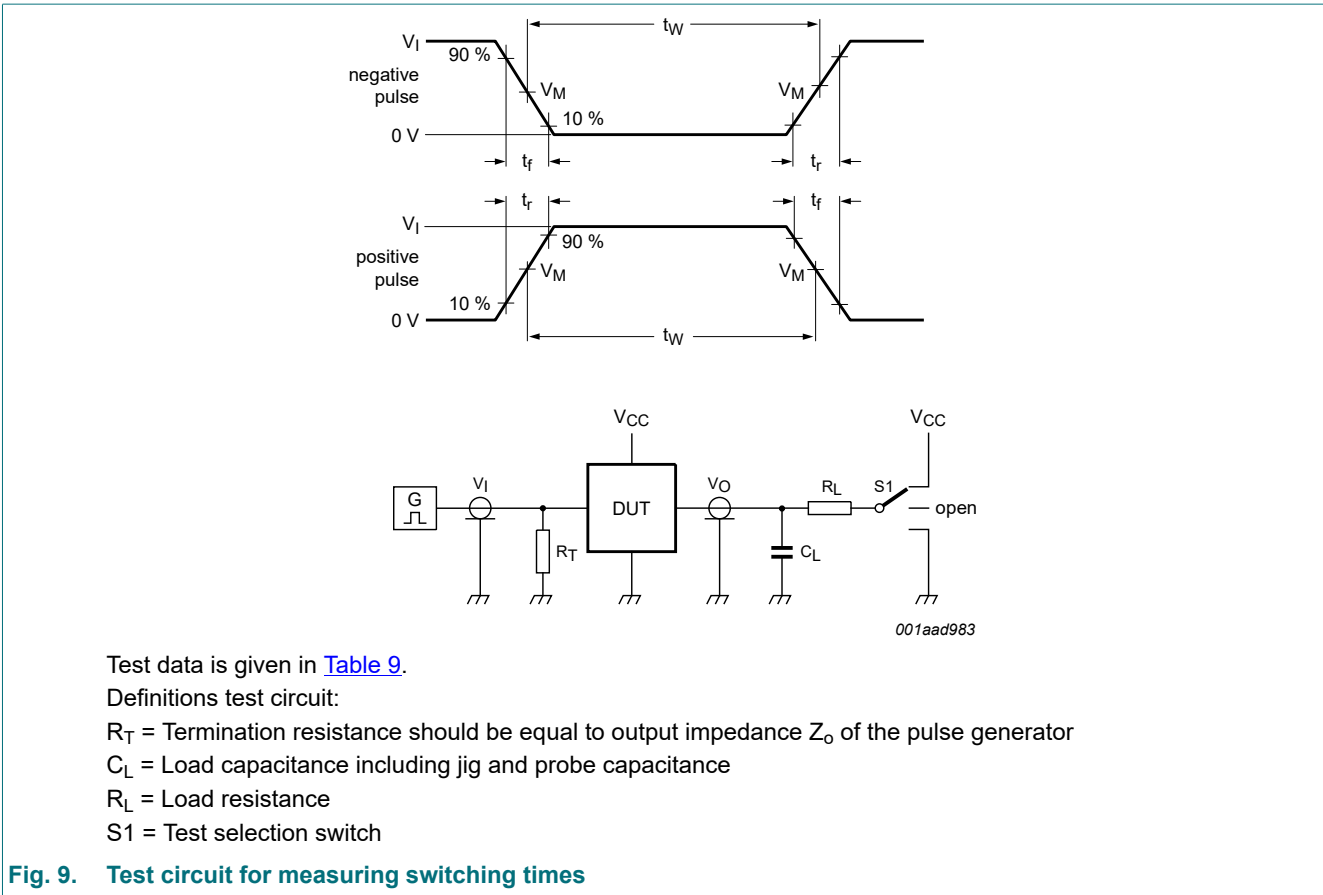 tW
VI
90 %
negative
pulse
VM
VM
10 %
0 V
tf
tr
tr
tf
VI
90 %
positive
pulse
VM
VM
10 %
0 V
tW
VCC
VCC
G
VI
DUT
VO
RL
S1
open
RT
CL
001aad983
Test data is given in Table 9.
Definitions test circuit:
RT = Termination resistance should be equal to output impedance Zo of the pulse generator
CL = Load capacitance including jig and probe capacitance
RL = Load resistance
S1 = Test selection switch
Fig. 9. Test circuit for measuring switching times